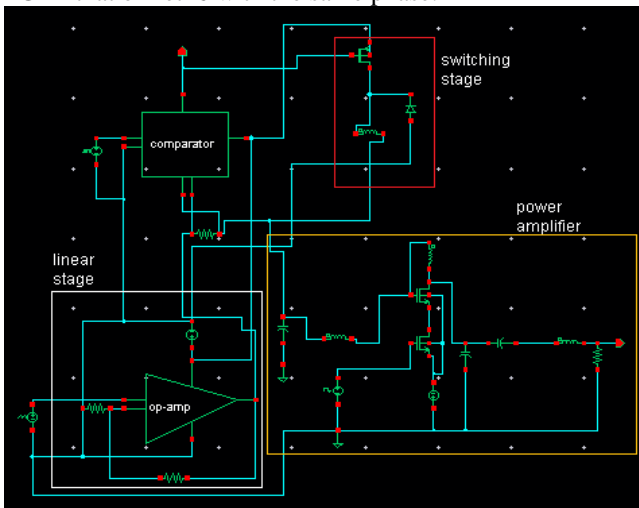 switching
stage
comparator
power
amplifier
linear
stage
op-amp